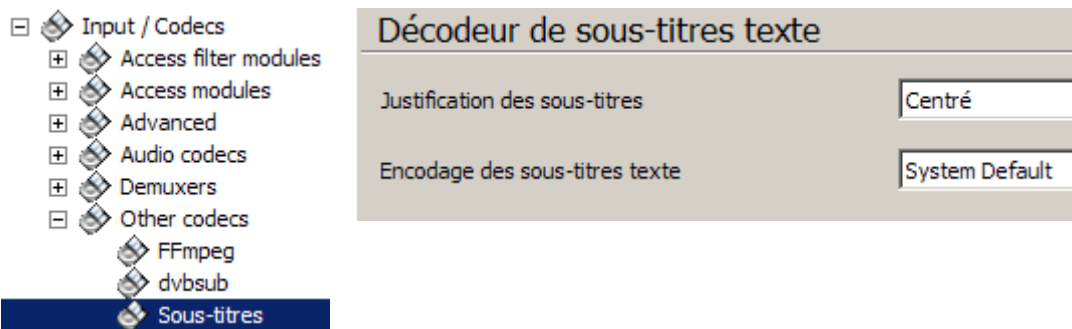 Input / Codecs
Access filter modules
Access modules
Advanced
Audio codecs
Demuxers
Other codecs
FFmpeg
dvbsub
Sous-titres
Décodeur de sous-titres texte
Justification des sous-titres
Centré
Encodage des sous-titres texte
System Default